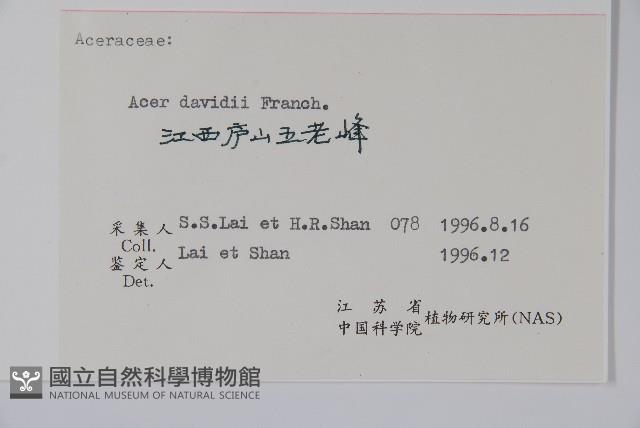 Aceraceae:
Acer davidii Franch.
江西庐山五老峰
采集人 S.S.Lai et H.R.Shan 078 1996.8.16
Coll.
鉴定人 Lai et Shan 1996.12
Det.
江苏省
中国科学院植物研究所(NAS)
國立自然科學博物館
NATIONAL MUSEUM OF NATURAL SCIENCE